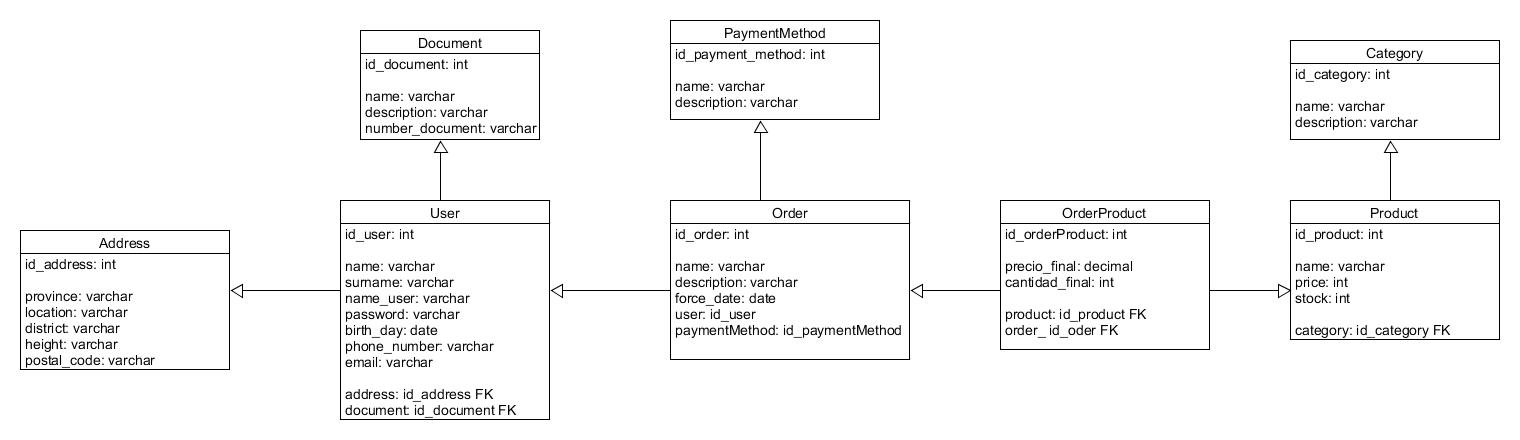 Document
id_document: int
name: varchar
description: varchar
number_document: varchar
PaymentMethod
id_payment_method: int
name: varchar
description: varchar
Category
id_category: int
name: varchar
description: varchar
Address
id_address: int
province: varchar
location: varchar
district: varchar
height: varchar
postal_code: varchar
User
id_user: int
name: varchar
surname: varchar
name_user: varchar
password: varchar
birth_day: date
phone_number: varchar
email: varchar
address: id_address FK
document: id_document FK
Order
id_order: int
name: varchar
description: varchar
force_date: date
user: id_user
paymentMethod: id_paymentMethod
OrderProduct
id_orderProduct: int
precio_final: decimal
cantidad_final: int
product: id_product FK
order_ id_oder FK
Product
id_product: int
name: varchar
price: int
stock: int
category: id_category FK